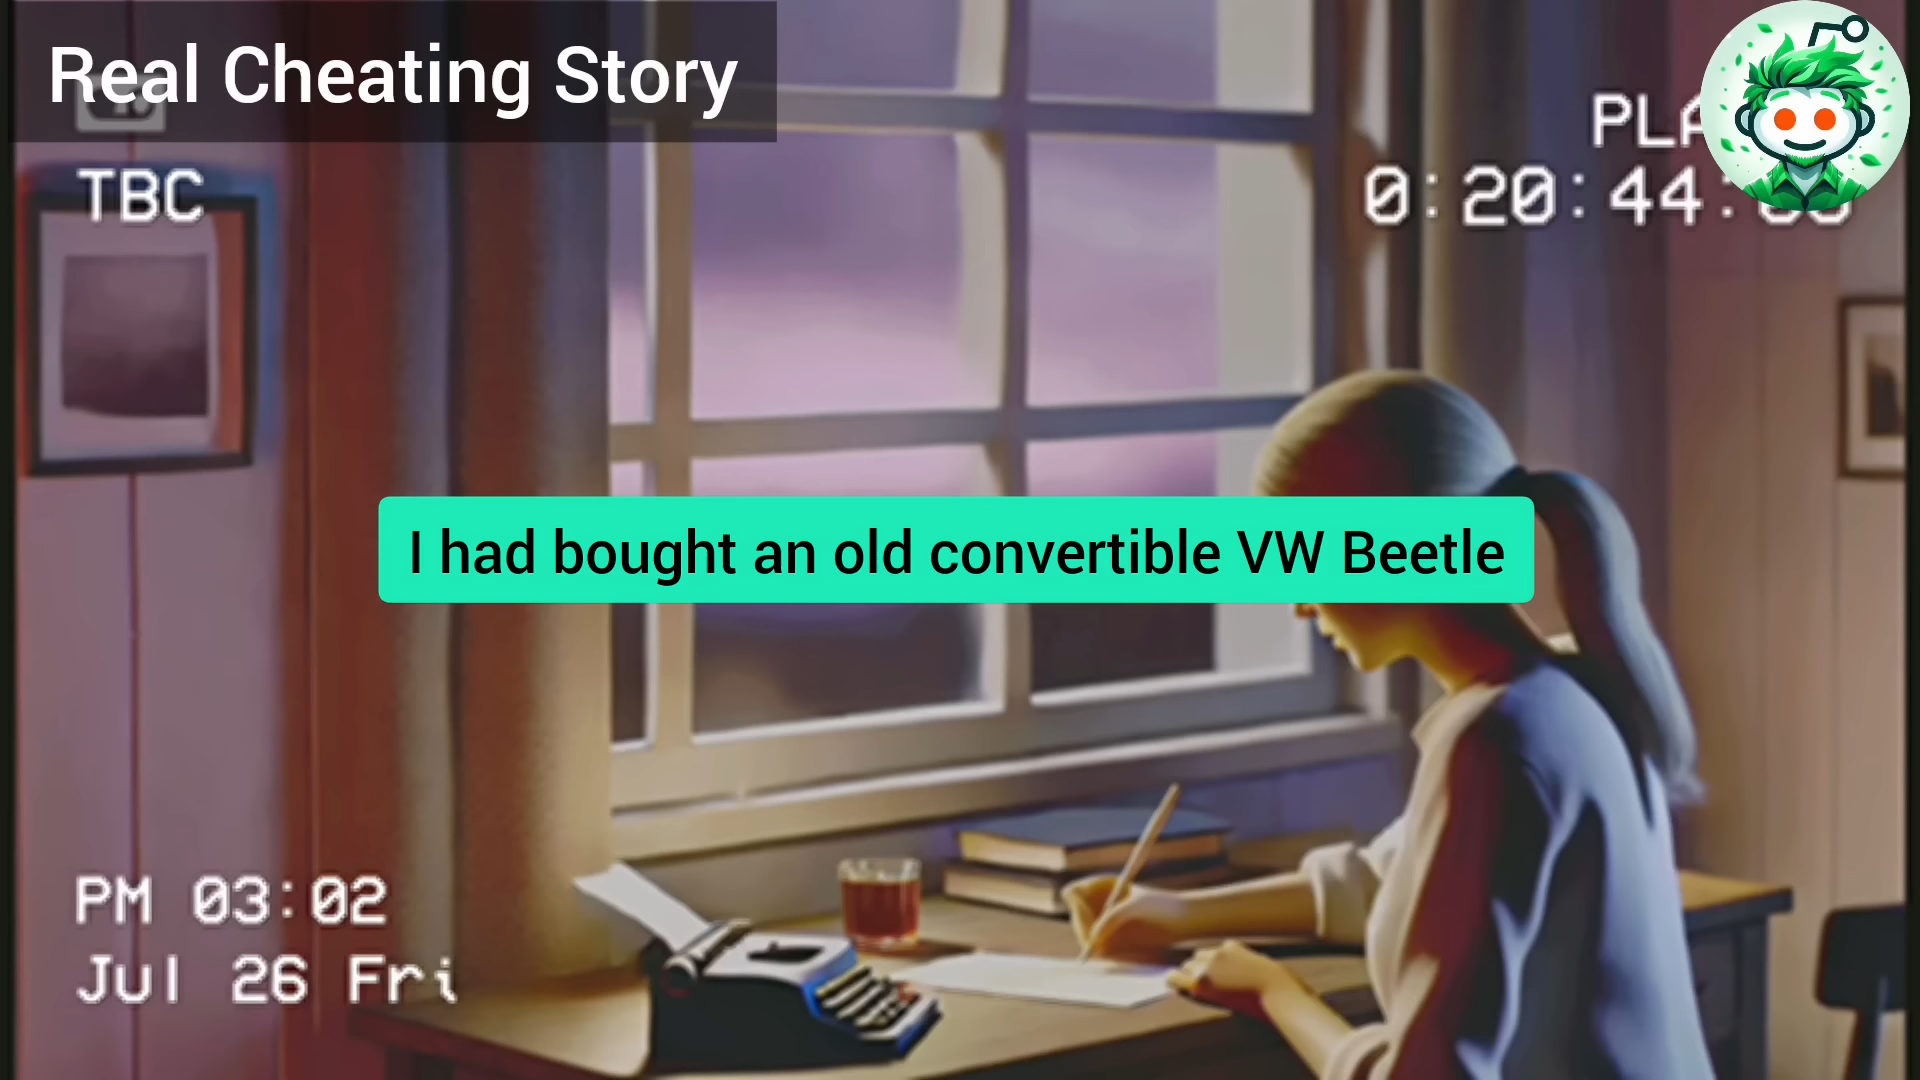 Real Cheating Story
TBC
0:20:44:
I had bought an old convertible VW Beetle
PM 03:02
Jul 26 Fri